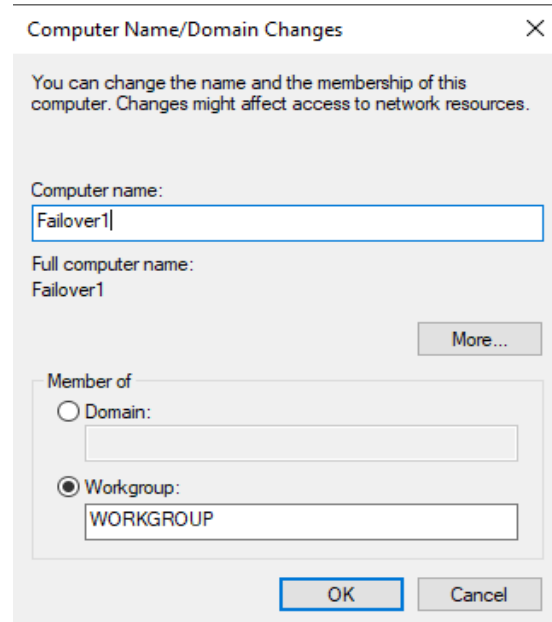 Computer Name/Domain Changes
You can change the name and the membership of this
computer. Changes might affect access to network resources.
Computer name:
Failover1
Full computer name:
Failover1
More...
Member of
Domain:
Workgroup:
WORKGROUP
OK Cancel